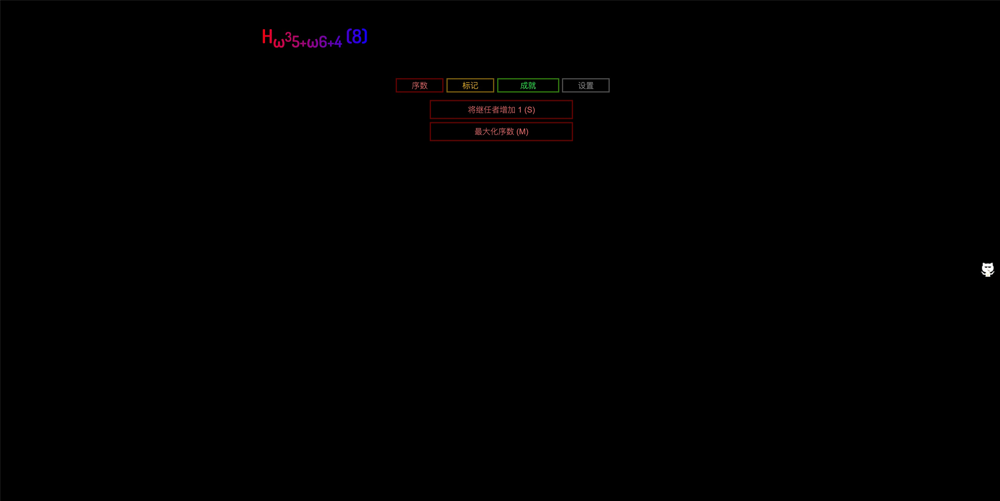 Hω³5+ω6+4 (8)
序数 标记 成就 设置
将继任者增加 1 (S)
最大化序数 (M)